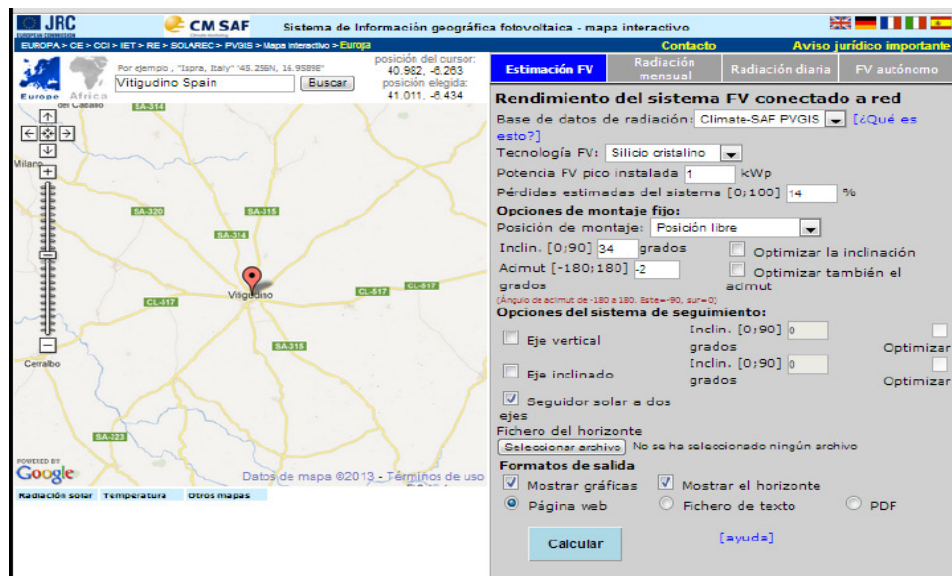 JRC
EUROPEAN COMMISSION
CM SAF
Sistema de Información geográfica fotovoltaica - mapa interactivo
EUROPA > CE > CCI > IET > RE > SOLAREC > PVGIS > Mapa interactivo > Europa
Contacto
Aviso jurídico importante
Europe
Africa
Por ejemplo, "Ispra, Italy" "45.256N, 16.9589E"
Vitigudino Spain
Buscar
posición del cursor:
40.982, -6.263
posición elegida:
41.011, -6.434
del Caballo
SA-314
Milano
SA-320
SA-315
SA-314
Vitigudino
CL-517
CL-517
CL-517
SA-315
Cerralbo
SA-323
POWERED BY
Google
Datos de mapa ©2013 - Términos de uso
Radiación solar
Temperatura
Otros mapas
Estimación FV
Radiación mensual
Radiación diaria
FV autónomo
Rendimiento del sistema FV conectado a red
Base de datos de radiación: Climate-SAF PVGIS [¿Qué es
esto?]
Tecnología FV: Silicio cristalino
Potencia FV pico instalada 1 kWp
Pérdidas estimadas del sistema [0;100] 14 %
Opciones de montaje fijo:
Posición de montaje: Posición libre
Inclin. [0;90] 34 grados
Optimizar la inclinación
Acimut [-180;180] -2
grados
Optimizar también el
acimut
(Ángulo de acimut de -180 a 180. Este=-90, sur=0)
Opciones del sistema de seguimiento:
Eje vertical
Inclin. [0;90] 0
grados
Optimizar
Eje inclinado
Inclin. [0;90] 0
grados
Optimizar
Seguidor solar a dos
ejes
Fichero del horizonte
Seleccionar archivo No se ha seleccionado ningún archivo
Formatos de salida
Mostrar gráficas
Mostrar el horizonte
Página web
Fichero de texto
PDF
Calcular
[ayuda]